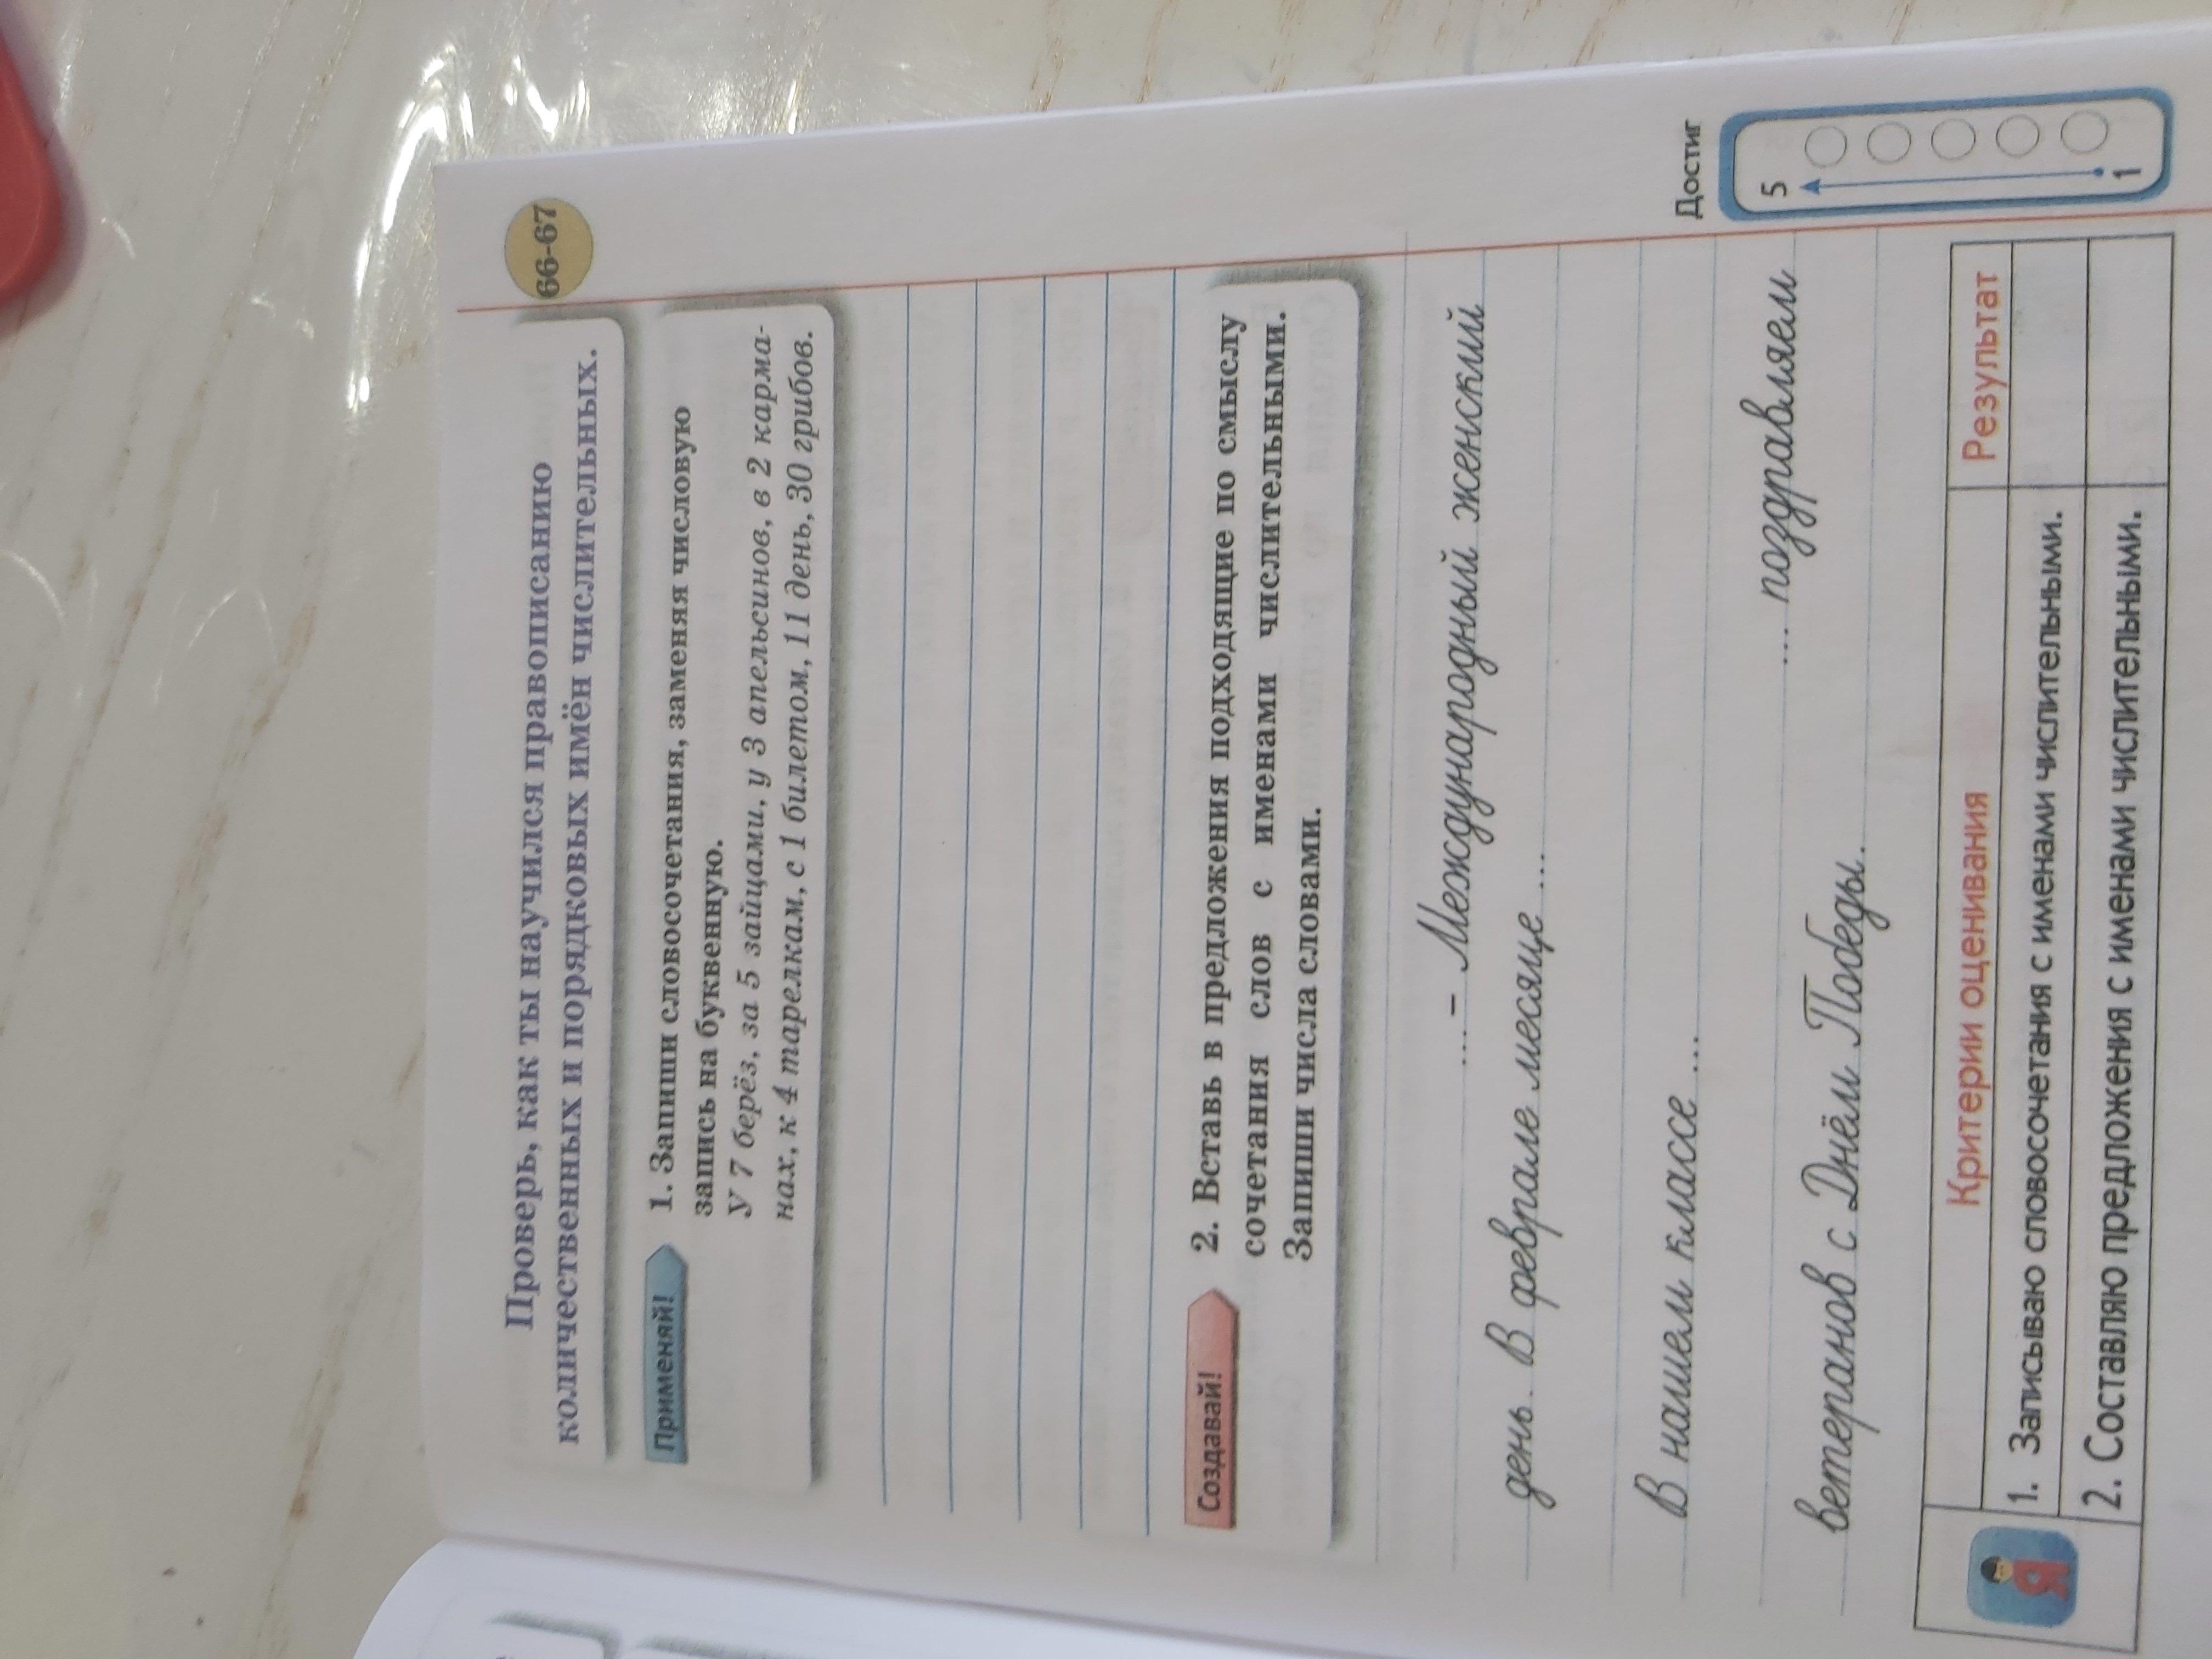 66-67
Проверь, как ты научился правописанию
количественных и порядковых имён числительных.
Применяй!
1. Запиши словосочетания, заменяя числовую
запись на буквенную.
У 7 берёз, за 5 зайцами, у 3 апельсинов, в 2 карма-
нах, к 4 тарелкам, с 1 билетом, 11 день, 30 грибов.
Создавай!
2. Вставь в предложения подходящие по смыслу
сочетания слов с именами числительными.
Запиши числа словами.
... – Международный женский
день. В феврале месяце ...
В нашем классе ...
... поздравляем
ветеранов с Днём Победы.
Достиг
5
1
Критерии оценивания Результат
Я
1. Записываю словосочетания с именами числительными.
2. Составляю предложения с именами числительными.